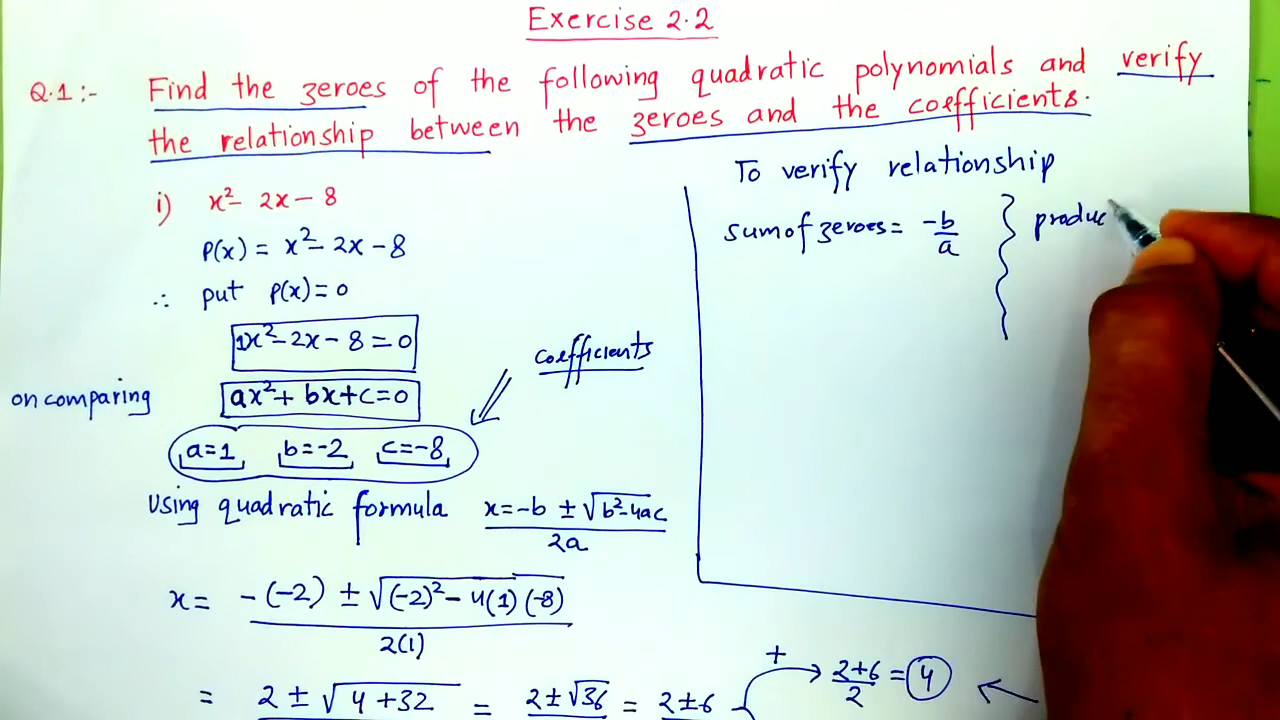 Exercise 2.2
Q.1:- Find the zeroes of the following quadratic polynomials and verify
the relationship between the zeroes and the coefficients.
i) x² - 2x - 8
P(x) = x² - 2x - 8
∴ put P(x) = 0
1x² - 2x - 8 = 0
on comparing ax² + bx + c = 0
a=1 b=-2 c=-8
coefficients
Using quadratic formula x = -b ± √b²-4ac / 2a
x = -(-2) ± √(-2)² - 4(1)(-8) / 2(1)
= 2 ± √4+32 = 2 ± √36 = 2 ± 6
+ 2+6/2 = 4
To verify relationship
sum of zeroes = -b/a } produc